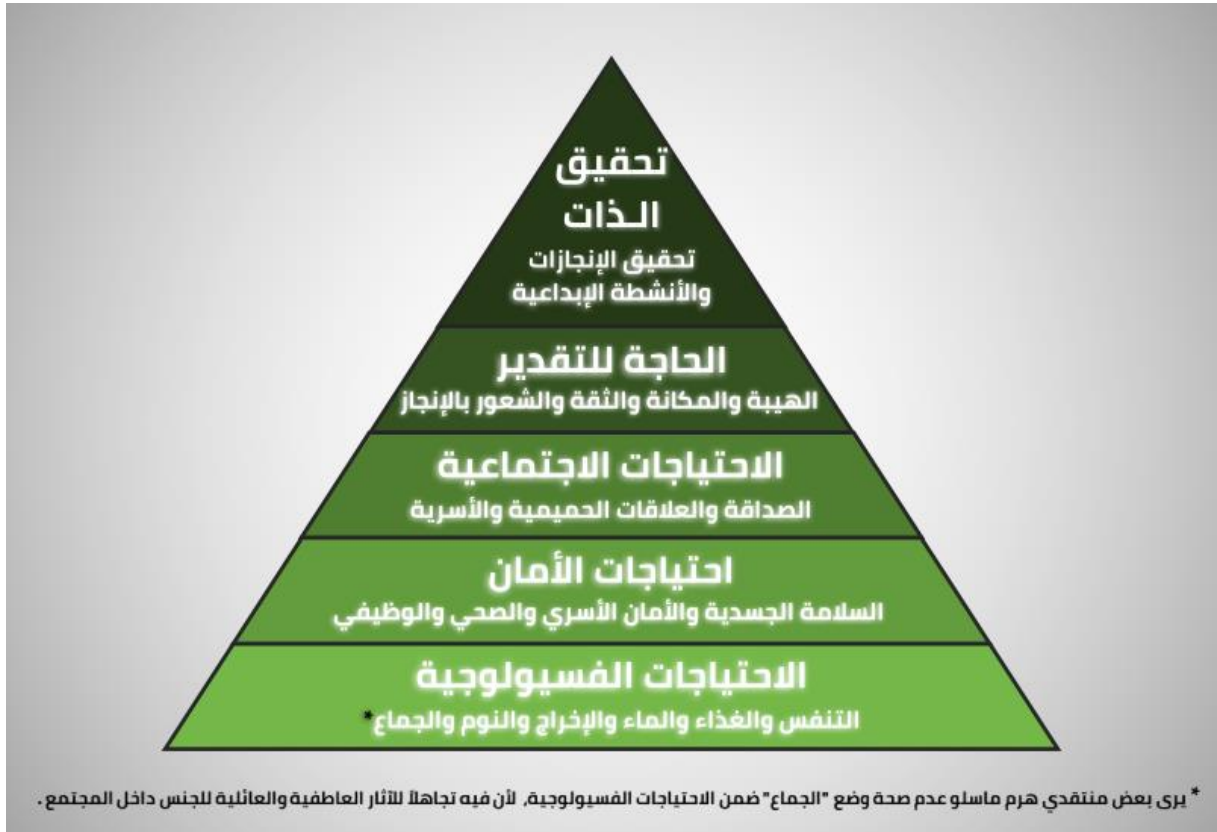 تحقيق
الـذات
تحقيق الإنجازات
والأنشطة الإبداعية
الحاجة للتقدير
الهيبة والمكانة والثقة والشعور بالإنجاز
الاحتياجات الاجتماعية
الصداقة والعلاقات الحميمية والأسرية
احتياجات الأمان
السلامة الجسدية والأمان الأسري والصحي والوظيفي
الاحتياجات الفسيولوجية
التنفس والغذاء والماء والإخراج والنوم والجماع*
* يرى بعض منتقدي هرم ماسلو عدم صحة وضع "الجماع" ضمن الاحتياجات الفسيولوجية، لأن فيه تجاهلاً للآثار العاطفية والعائلية للجنس داخل المجتمع .